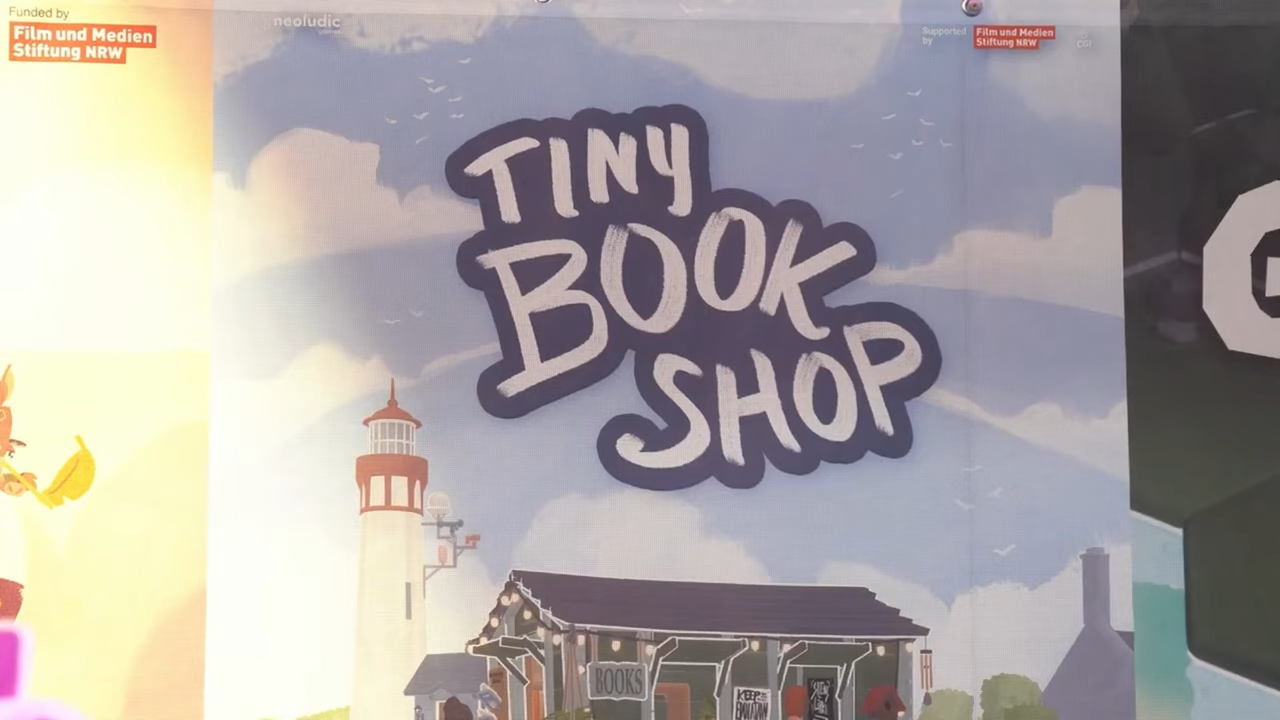 Funded by
Film und Medien
Stiftung NRW
neoludic
Supported
by
Film und Medien
Stiftung NRW
TINY
BOOK
SHOP
BOOKS
KEEP